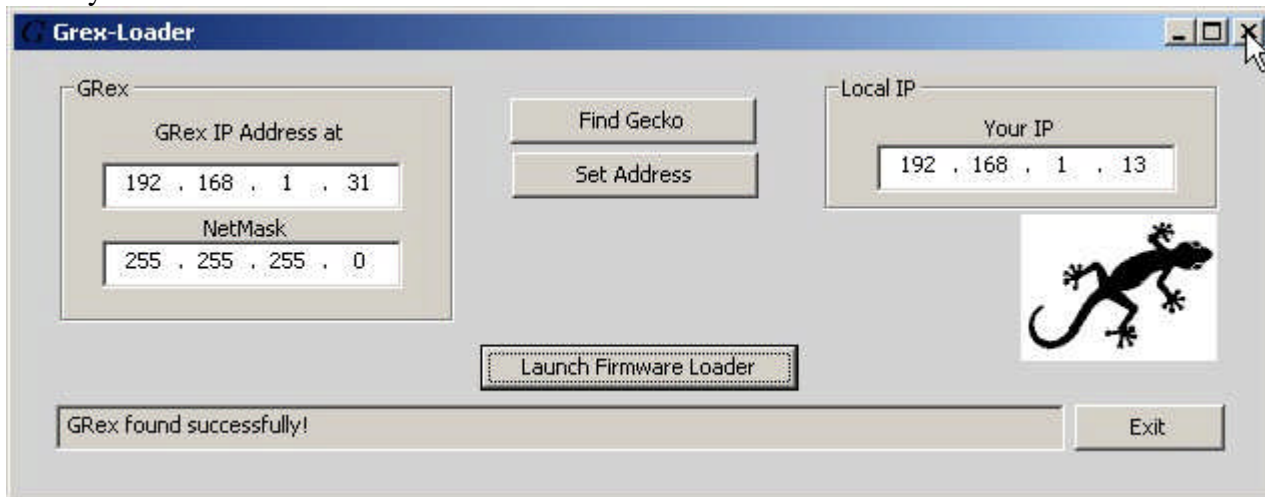 Grex-Loader
GRex
GRex IP Address at
192 . 168 . 1 . 31
NetMask
255 . 255 . 255 . 0
Find Gecko
Set Address
Local IP
Your IP
192 . 168 . 1 . 13
Launch Firmware Loader
GRex found successfully!
Exit